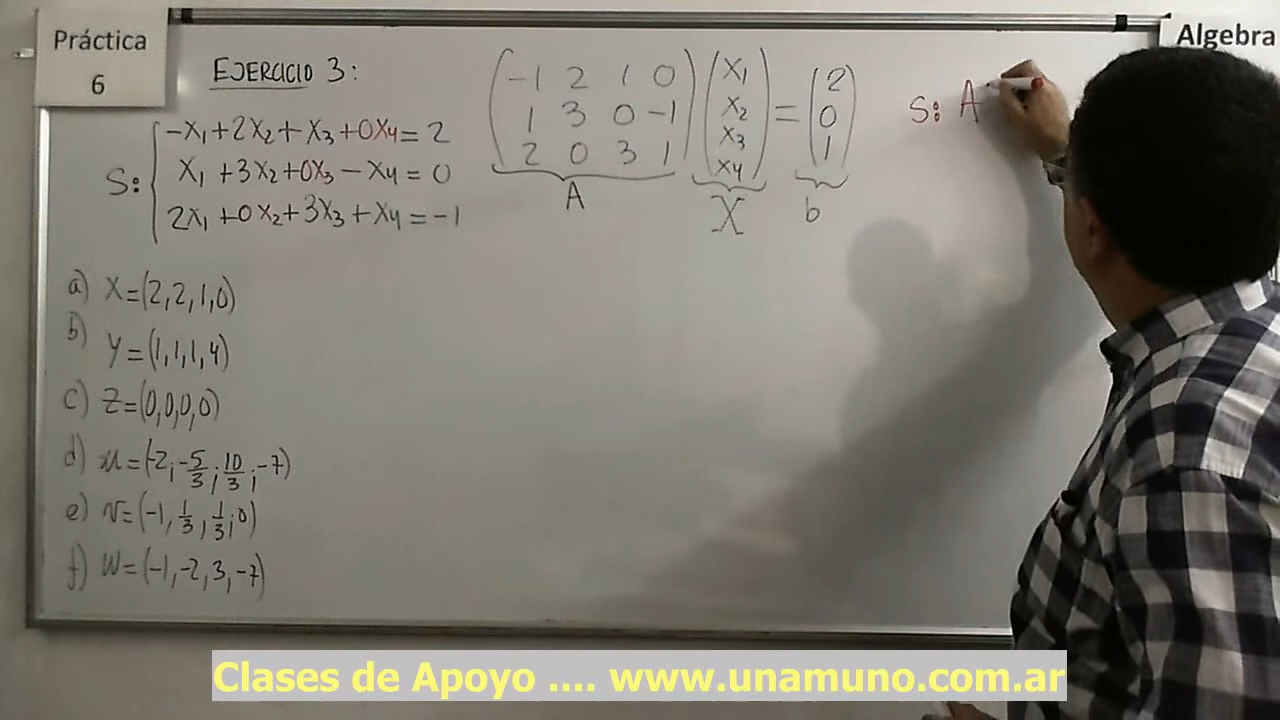 Práctica
6
Algebra
EJERCICIO 3:
S: { -x₁+2x₂+x₃+0x₄=2
x₁+3x₂+0x₃-x₄=0
2x₁+0x₂+3x₃+x₄=-1
(-1 2 1 0) (x₁) = (2)
(1 3 0 -1) (x₂) (0)
(2 0 3 1) (x₃) (1)
(x₄)
A X b
S: A
a) X=(2,2,1,0)
b) Y=(1,1,1,4)
c) Z=(0,0,0,0)
d) u=(-2;-5/3;10/3;-7)
e) v=(-1,1/3,1/3,0)
f) W=(-1,-2,3,-7)
Clases de Apoyo .... www.unamuno.com.ar